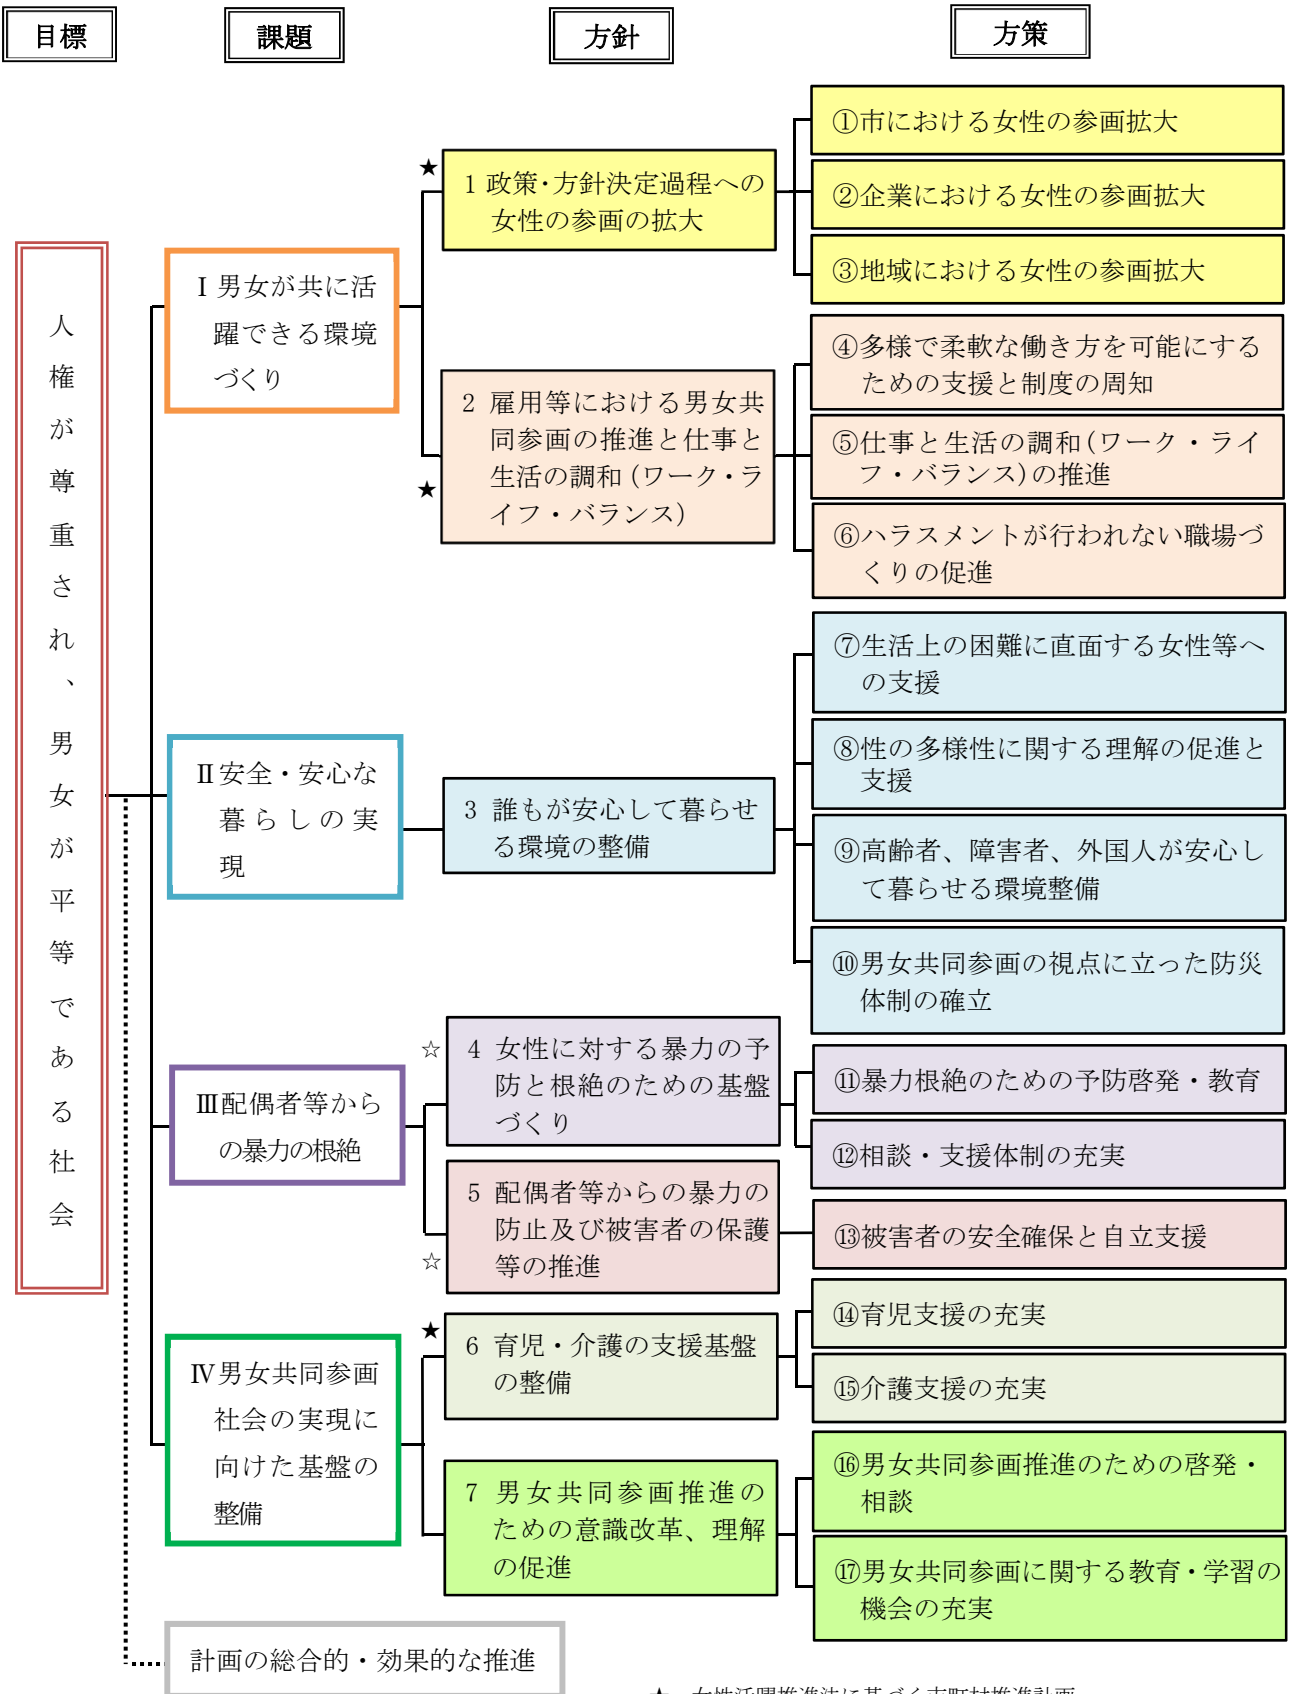 目標
課題
方針
方策
人権が尊重され、男女が平等である社会
Ⅰ男女が共に活
躍できる環境
づくり
★
1 政策・方針決定過程への
女性の参画の拡大
①市における女性の参画拡大
②企業における女性の参画拡大
③地域における女性の参画拡大
2 雇用等における男女共
同参画の推進と仕事と
生活の調和(ワーク・ラ
イフ・バランス)
★
④多様で柔軟な働き方を可能にする
ための支援と制度の周知
⑤仕事と生活の調和(ワーク・ライ
フ・バランス)の推進
⑥ハラスメントが行われない職場づ
くりの促進
Ⅱ安全・安心な
暮らしの実
現
3 誰もが安心して暮らせ
る環境の整備
⑦生活上の困難に直面する女性等へ
の支援
⑧性の多様性に関する理解の促進と
支援
⑨高齢者、障害者、外国人が安心し
て暮らせる環境整備
⑩男女共同参画の視点に立った防災
体制の確立
Ⅲ配偶者等から
の暴力の根絶
☆
4 女性に対する暴力の予
防と根絶のための基盤
づくり
⑪暴力根絶のための予防啓発・教育
⑫相談・支援体制の充実
5 配偶者等からの暴力の
防止及び被害者の保護
等の推進
☆
⑬被害者の安全確保と自立支援
Ⅳ男女共同参画
社会の実現に
向けた基盤の
整備
★
6 育児・介護の支援基盤
の整備
⑭育児支援の充実
⑮介護支援の充実
7 男女共同参画推進の
ための意識改革、理解
の促進
⑯男女共同参画推進のための啓発・
相談
⑰男女共同参画に関する教育・学習の
機会の充実
計画の総合的・効果的な推進
★ 女性活躍推進法に基づく市町村推進計画